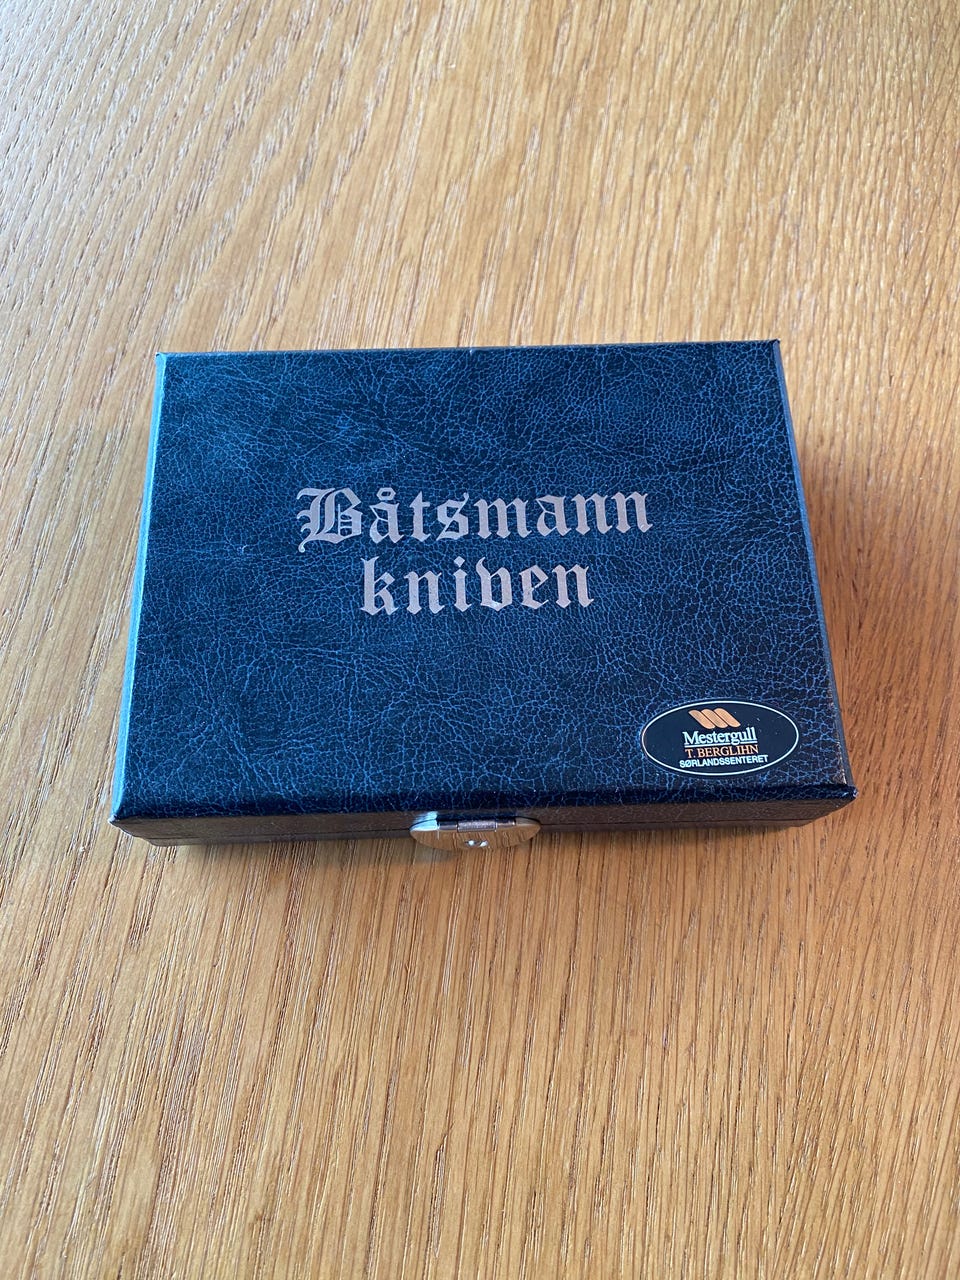 Båtsmann
kniven
Mestergull
T. BERGLIHN
SØRLANDSSENTERET